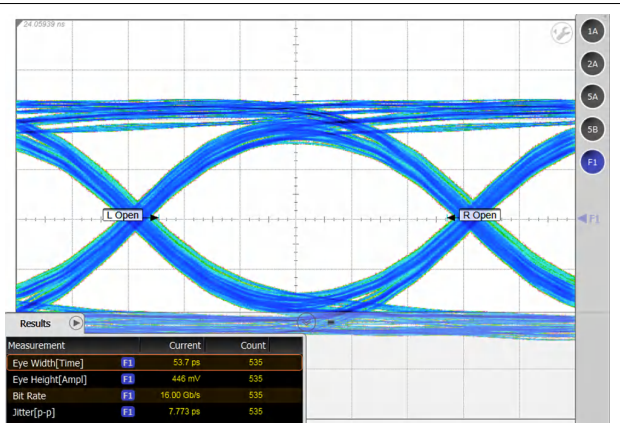 24.05939 ns
1A
2A
5A
5B
F1
L Open
R Open
F1
Results
Measurement Current Count
Eye Width[Time] F1 53.7 ps 535
Eye Height[Ampl] F1 446 mV 535
Bit Rate F1 16.00 Gb/s 535
Jitter[p-p] F1 7.773 ps 535